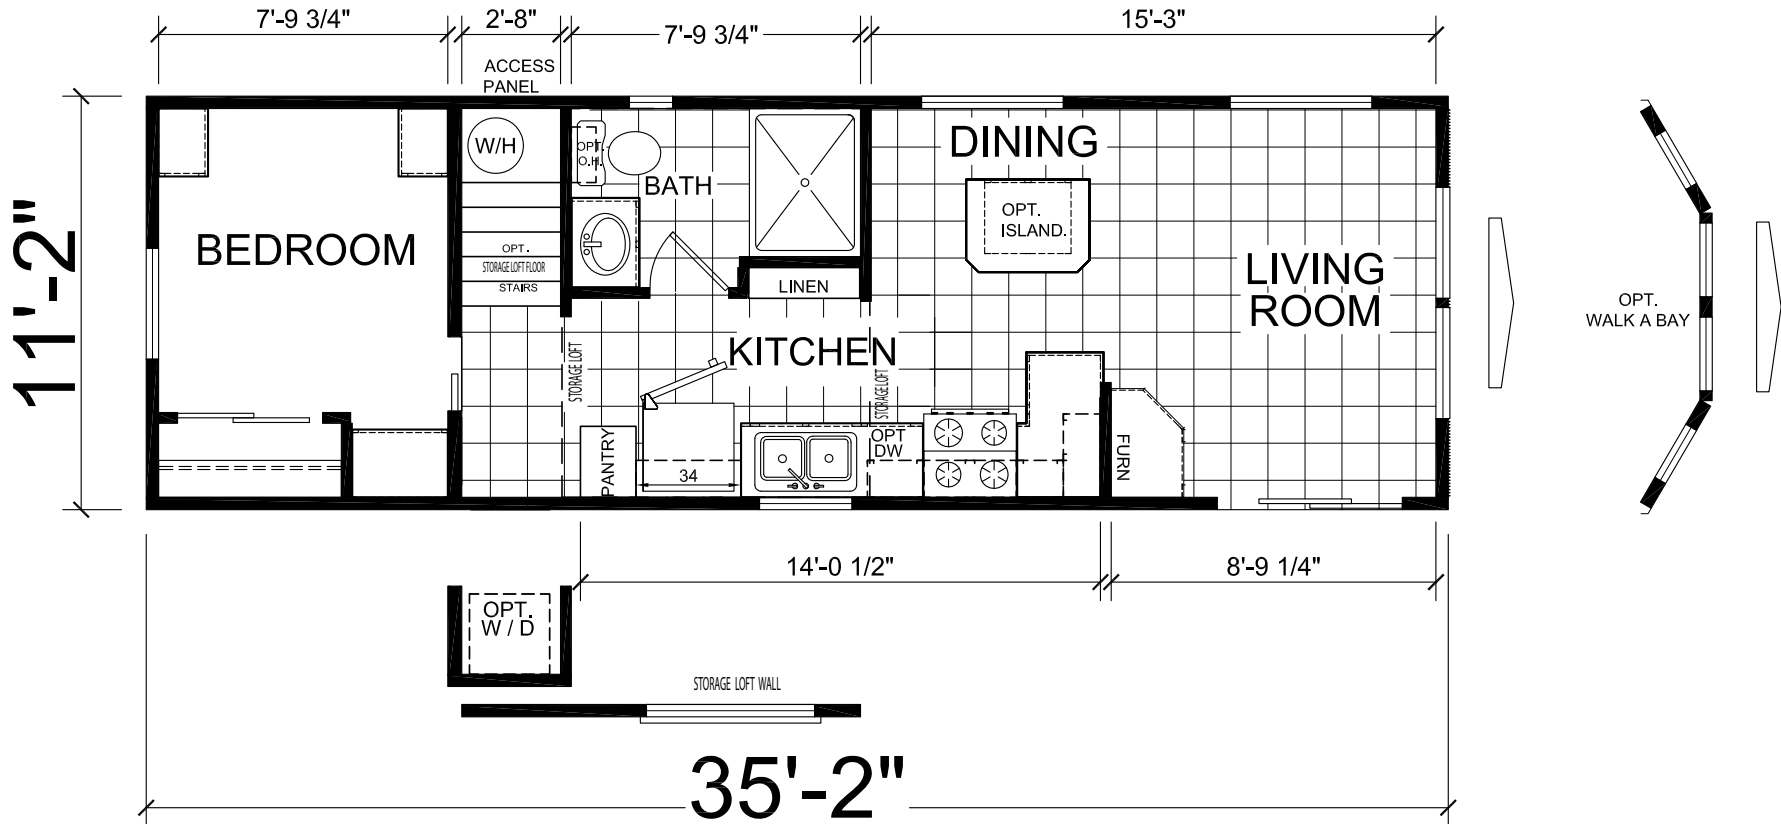 7'-9 3/4"
2'-8"
7'-9 3/4"
15'-3"
ACCESS
PANEL
11'-2"
W/H
OPT.
O.H.
BATH
DINING
OPT.
ISLAND.
BEDROOM
OPT.
STORAGE LOFT FLOOR
STAIRS
LINEN
LIVING
ROOM
OPT.
WALK A BAY
KITCHEN
STORAGE LOFT
STORAGE LOFT
PANTRY
34
OPT
DW
FURN
14'-0 1/2"
8'-9 1/4"
OPT.
W / D
STORAGE LOFT WALL
35'-2"